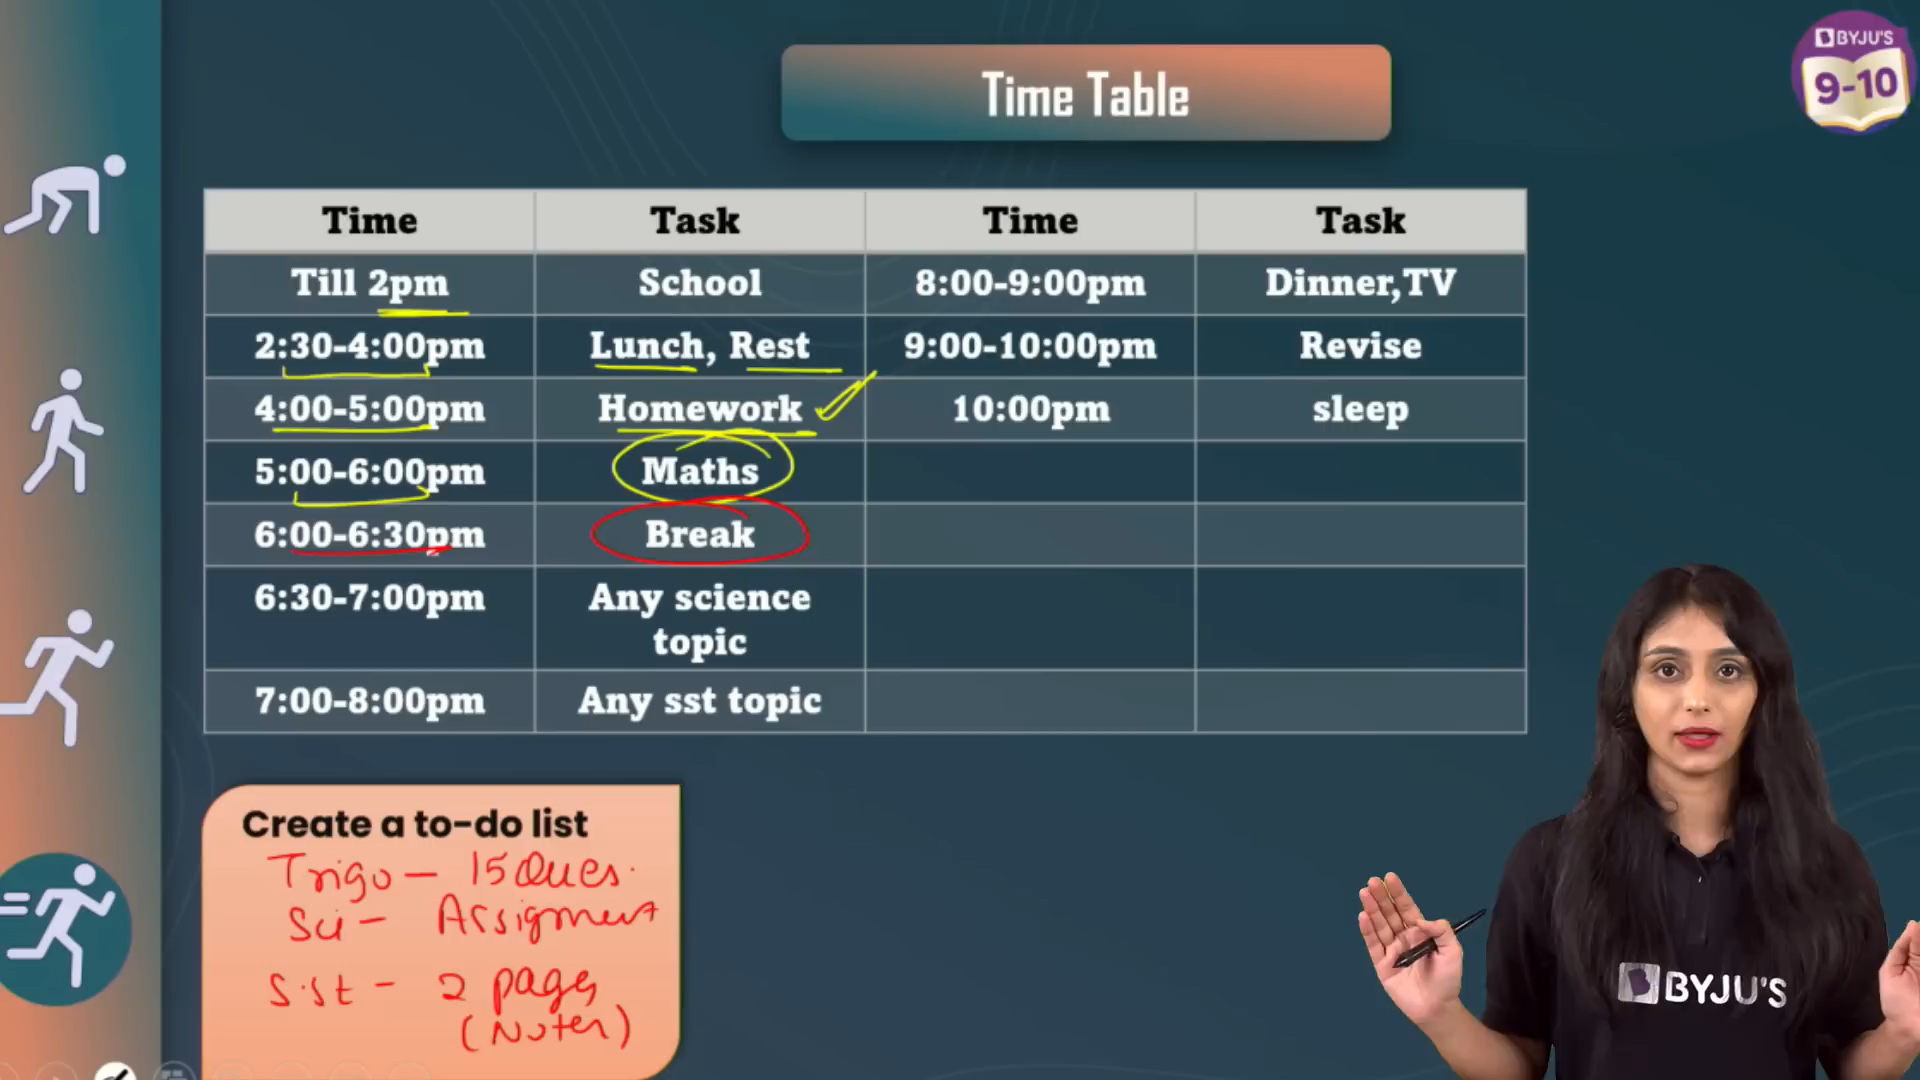 BYJU'S
9-10
Time Table
Time Task Time Task
Till 2pm School 8:00-9:00pm Dinner,TV
2:30-4:00pm Lunch, Rest 9:00-10:00pm Revise
4:00-5:00pm Homework 10:00pm sleep
5:00-6:00pm Maths
6:00-6:30pm Break
6:30-7:00pm Any science
topic
7:00-8:00pm Any sst topic
Create a to-do list
Trigo - 15 Ques.
Sci - Assignment
S.st - 2 pages
(Notes)
BYJU'S